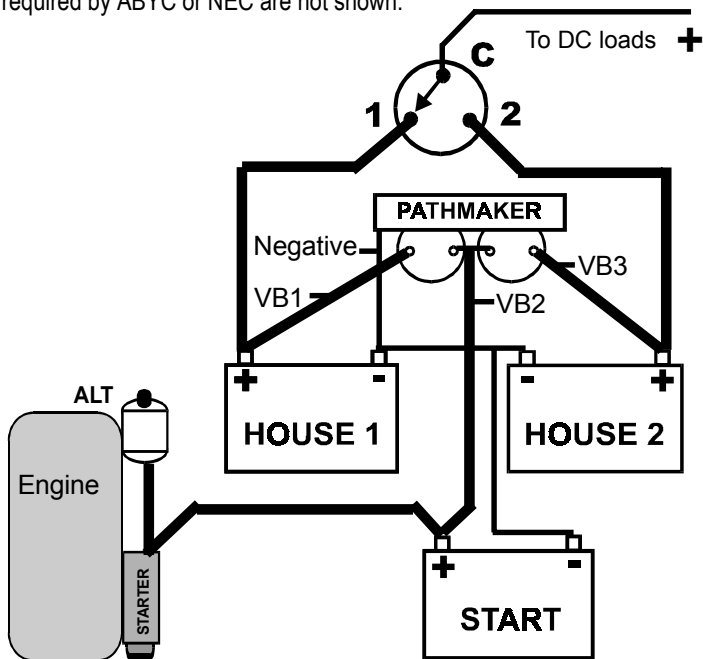 required by ABYC or NEC are not shown.
To DC loads +
C
1 2
PATHMAKER
Negative
VB1 VB2 VB3
+ - - +
HOUSE 1 HOUSE 2
ALT
Engine
STARTER
+ -
START